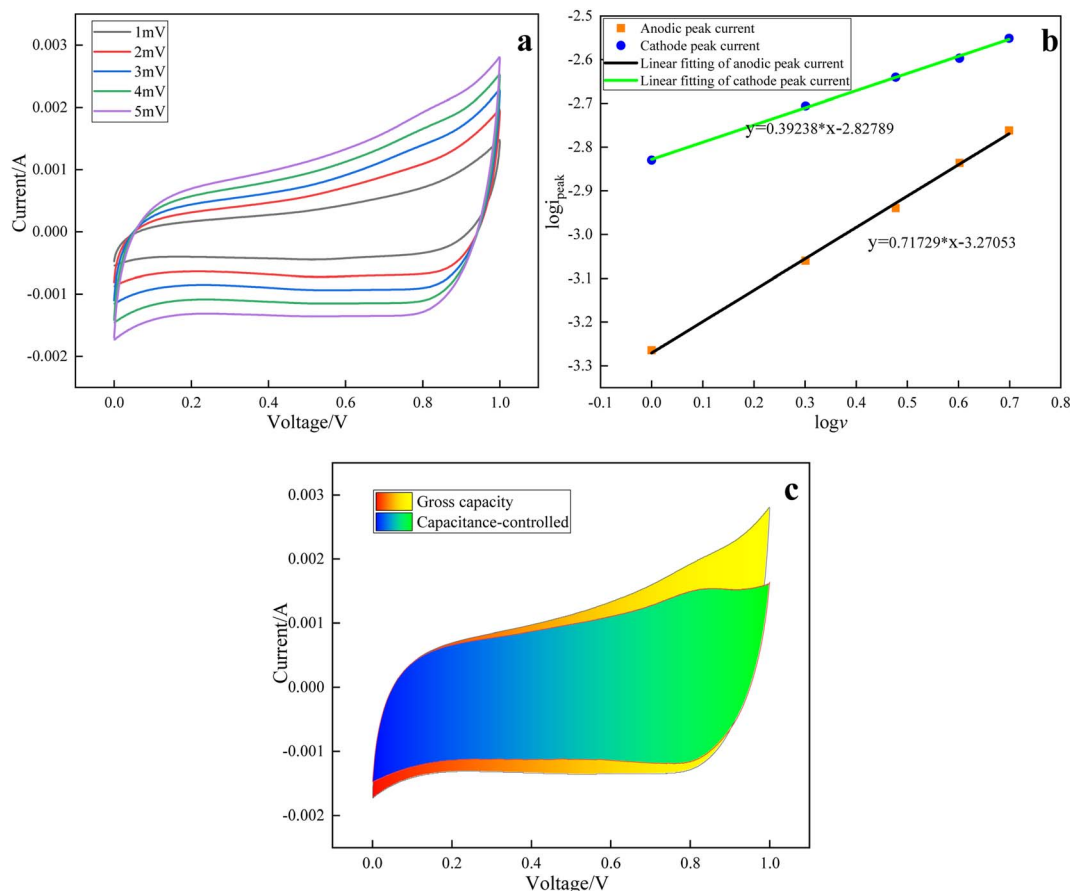 a
1mV
2mV
3mV
4mV
5mV
0.003
0.002
0.001
0.000
-0.001
-0.002
Current/A
0.0 0.2 0.4 0.6 0.8 1.0
Voltage/V
b
Anodic peak current
Cathode peak current
Linear fitting of anodic peak current
Linear fitting of cathode peak current
y=0.39238*x-2.82789
y=0.71729*x-3.27053
-2.5
-2.6
-2.7
-2.8
-2.9
-3.0
-3.1
-3.2
-3.3
logi_peak
-0.1 0.0 0.1 0.2 0.3 0.4 0.5 0.6 0.7 0.8
logv
c
Gross capacity
Capacitance-controlled
0.003
0.002
0.001
0.000
-0.001
-0.002
Current/A
0.0 0.2 0.4 0.6 0.8 1.0
Voltage/V